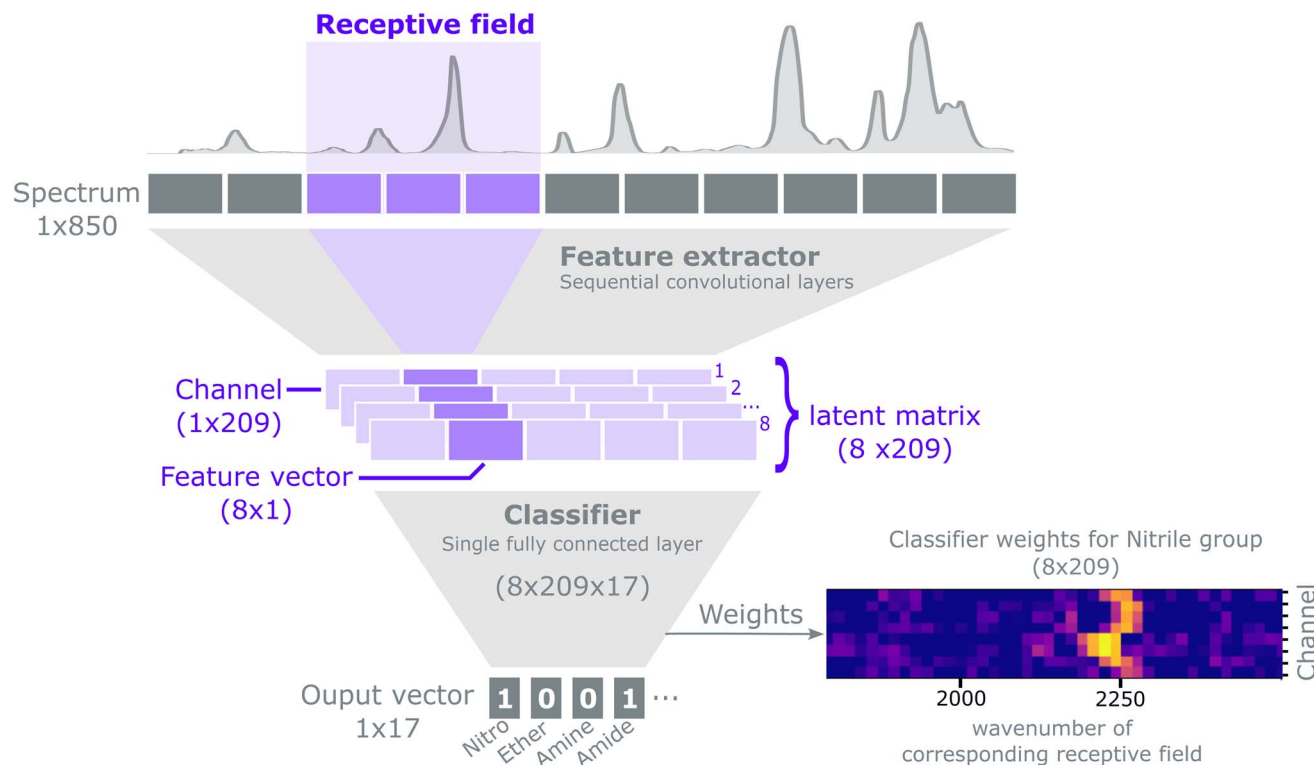 Receptive field
Spectrum
1x850
Feature extractor
Sequential convolutional layers
Channel
(1x209)
1
2
...
8
latent matrix
(8 x209)
Feature vector
(8x1)
Classifier
Single fully connected layer
(8x209x17)
Weights
Classifier weights for Nitrile group
(8x209)
Channel
2000 2250
wavenumber of
corresponding receptive field
Ouput vector
1x17
1 0 0 1 ...
Nitro Ether Amine Amide